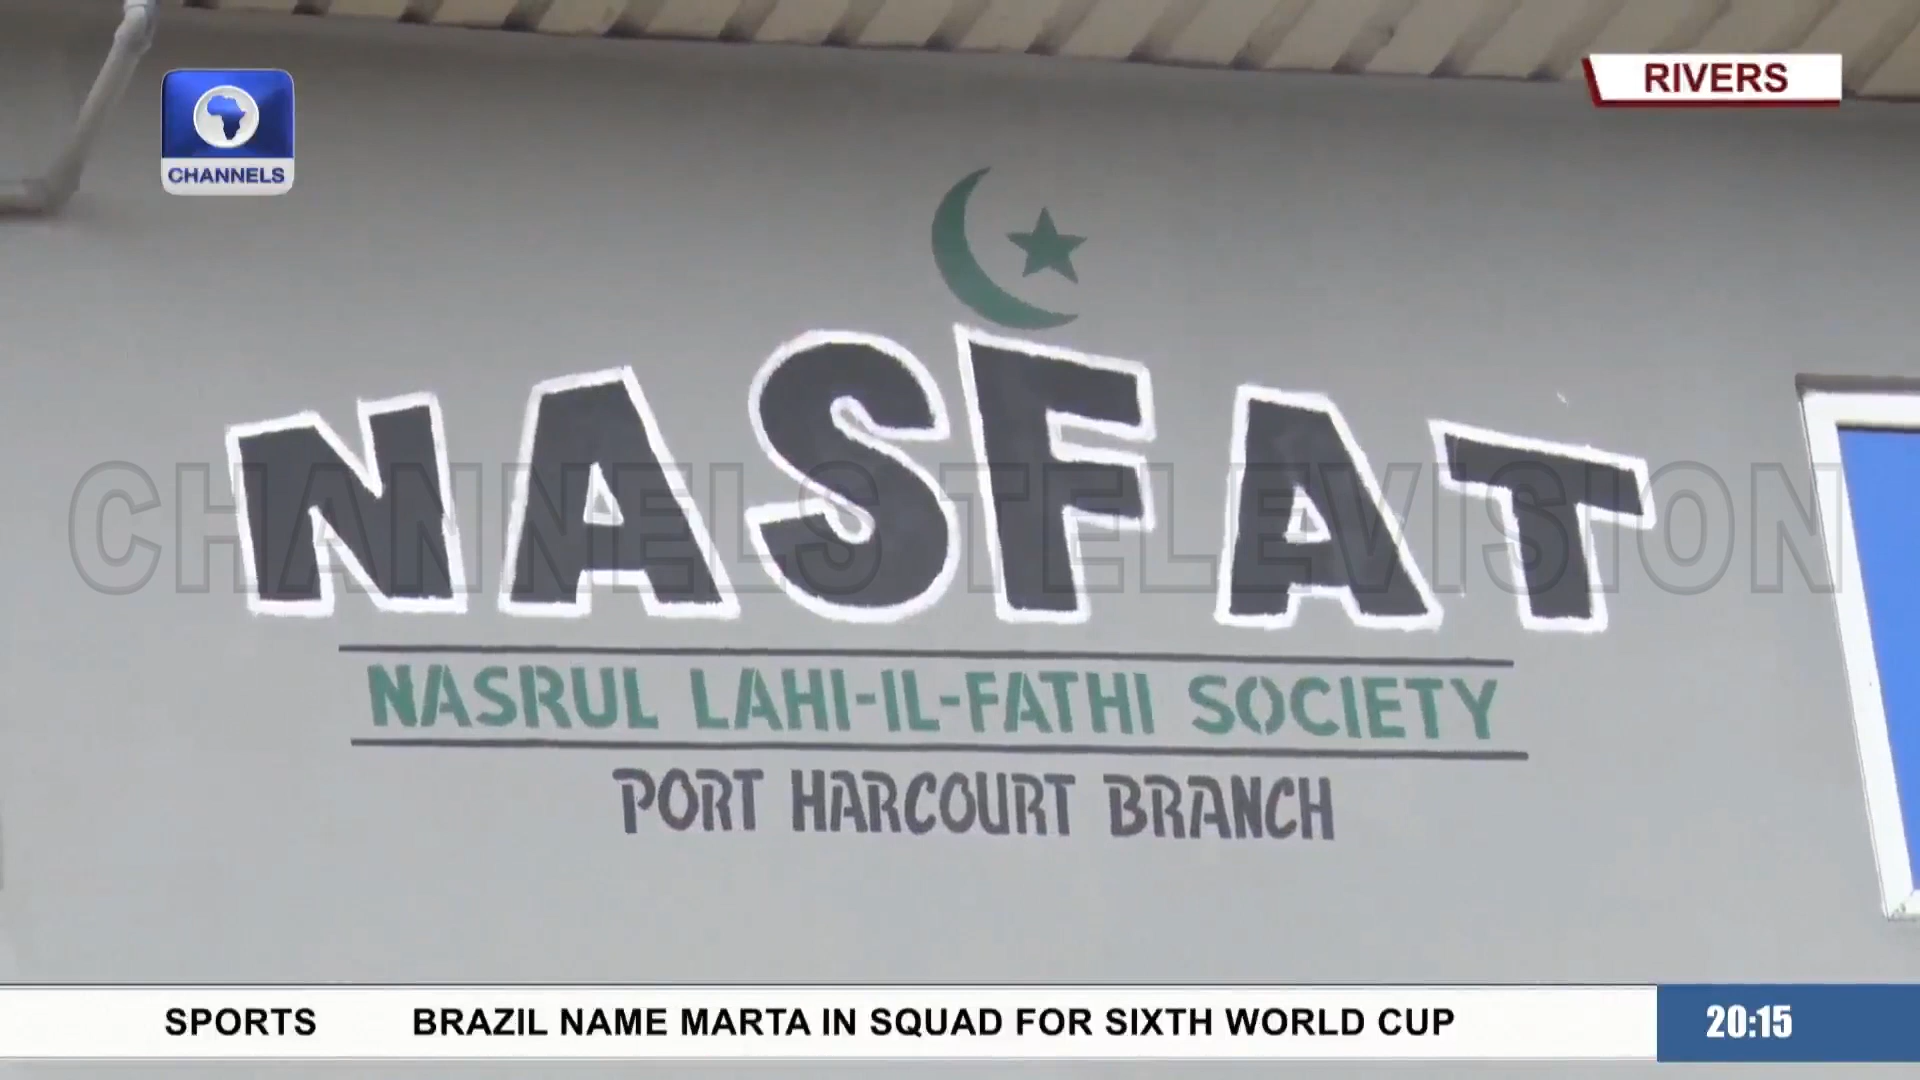 RIVERS
CHANNELS
NASFAT
CHANNELS TELEVISION
NASRUL LAHI-IL-FATHI SOCIETY
PORT HARCOURT BRANCH
SPORTS BRAZIL NAME MARTA IN SQUAD FOR SIXTH WORLD CUP 20:15